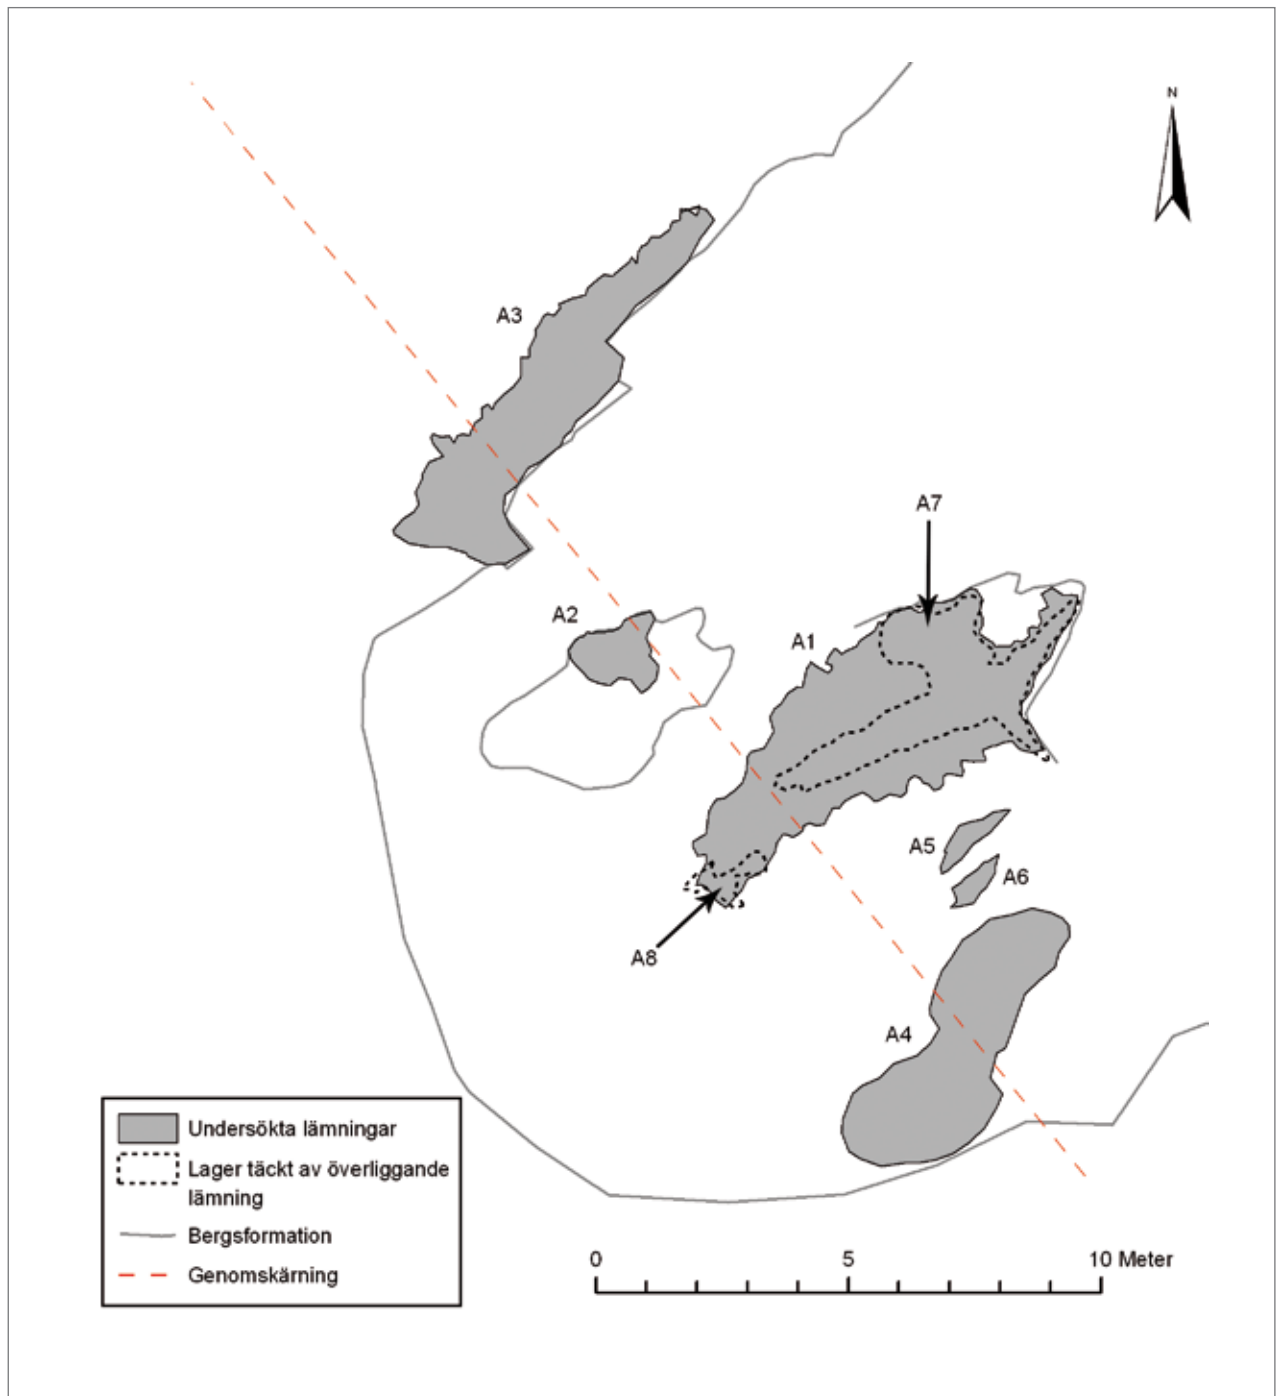 N
A3
A7
A2
A1
A5
A6
A8
A4
Undersökta lämningar
Lager täckt av överliggande
lämning
Bergsformation
Genomskärning
0 5 10 Meter